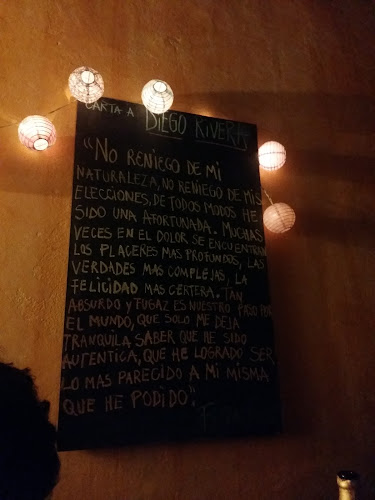 CARTA A DIEGO RIVERA
"NO RENIEGO DE MI
NATURALEZA, NO RENIEGO DE MIS
ELECCIONES, DE TODOS MODOS HE
SIDO UNA AFORTUNADA. MUCHAS
VECES EN EL DOLOR SE ENCUENTRAN
LOS PLACERES MAS PROFUNDOS, LAS
VERDADES MAS COMPLEJAS, LA
FELICIDAD MAS CERTERA. TAN
ABSURDO Y FUGAZ ES NUESTRO PASO POR
EL MUNDO, QUE SOLO ME DEJA
TRANQUILA SABER QUE HE SIDO
AUTENTICA, QUE HE LOGRADO SER
LO MAS PARECIDO A MI MISMA
QUE HE PODIDO".